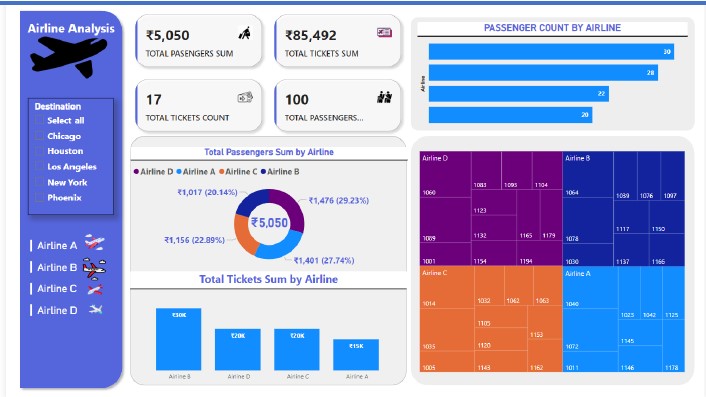 Airline Analysis
Destination
Select all
Chicago
Houston
Los Angeles
New York
Phoenix
Airline A
Airline B
Airline C
Airline D
₹5,050
TOTAL PASENGERS SUM
₹85,492
TOTAL TICKETS SUM
17
TOTAL TICKETS COUNT
100
TOTAL PASSENGERS...
PASSENGER COUNT BY AIRLINE
Airline
30
28
22
20
Total Passengers Sum by Airline
Airline D Airline A Airline C Airline B
₹1,017 (20.14%)
₹1,476 (29.23%)
₹5,050
₹1,156 (22.89%)
₹1,401 (27.74%)
Total Tickets Sum by Airline
₹30K
₹20K
₹20K
₹15K
Airline B Airline D Airline C Airline A
Airline D
1060
1089
1001
1083 1095 1104
1123
1132 1165 1179
1154 1194
Airline B
1064
1078
1030
1089 1076 1097
1117 1150
1137 1166
Airline C
1014
1035
1005
1032 1062 1063
1105
1153
1120
1143 1162
Airline A
1040
1072
1011
1023 1042 1125
1145
1146 1178